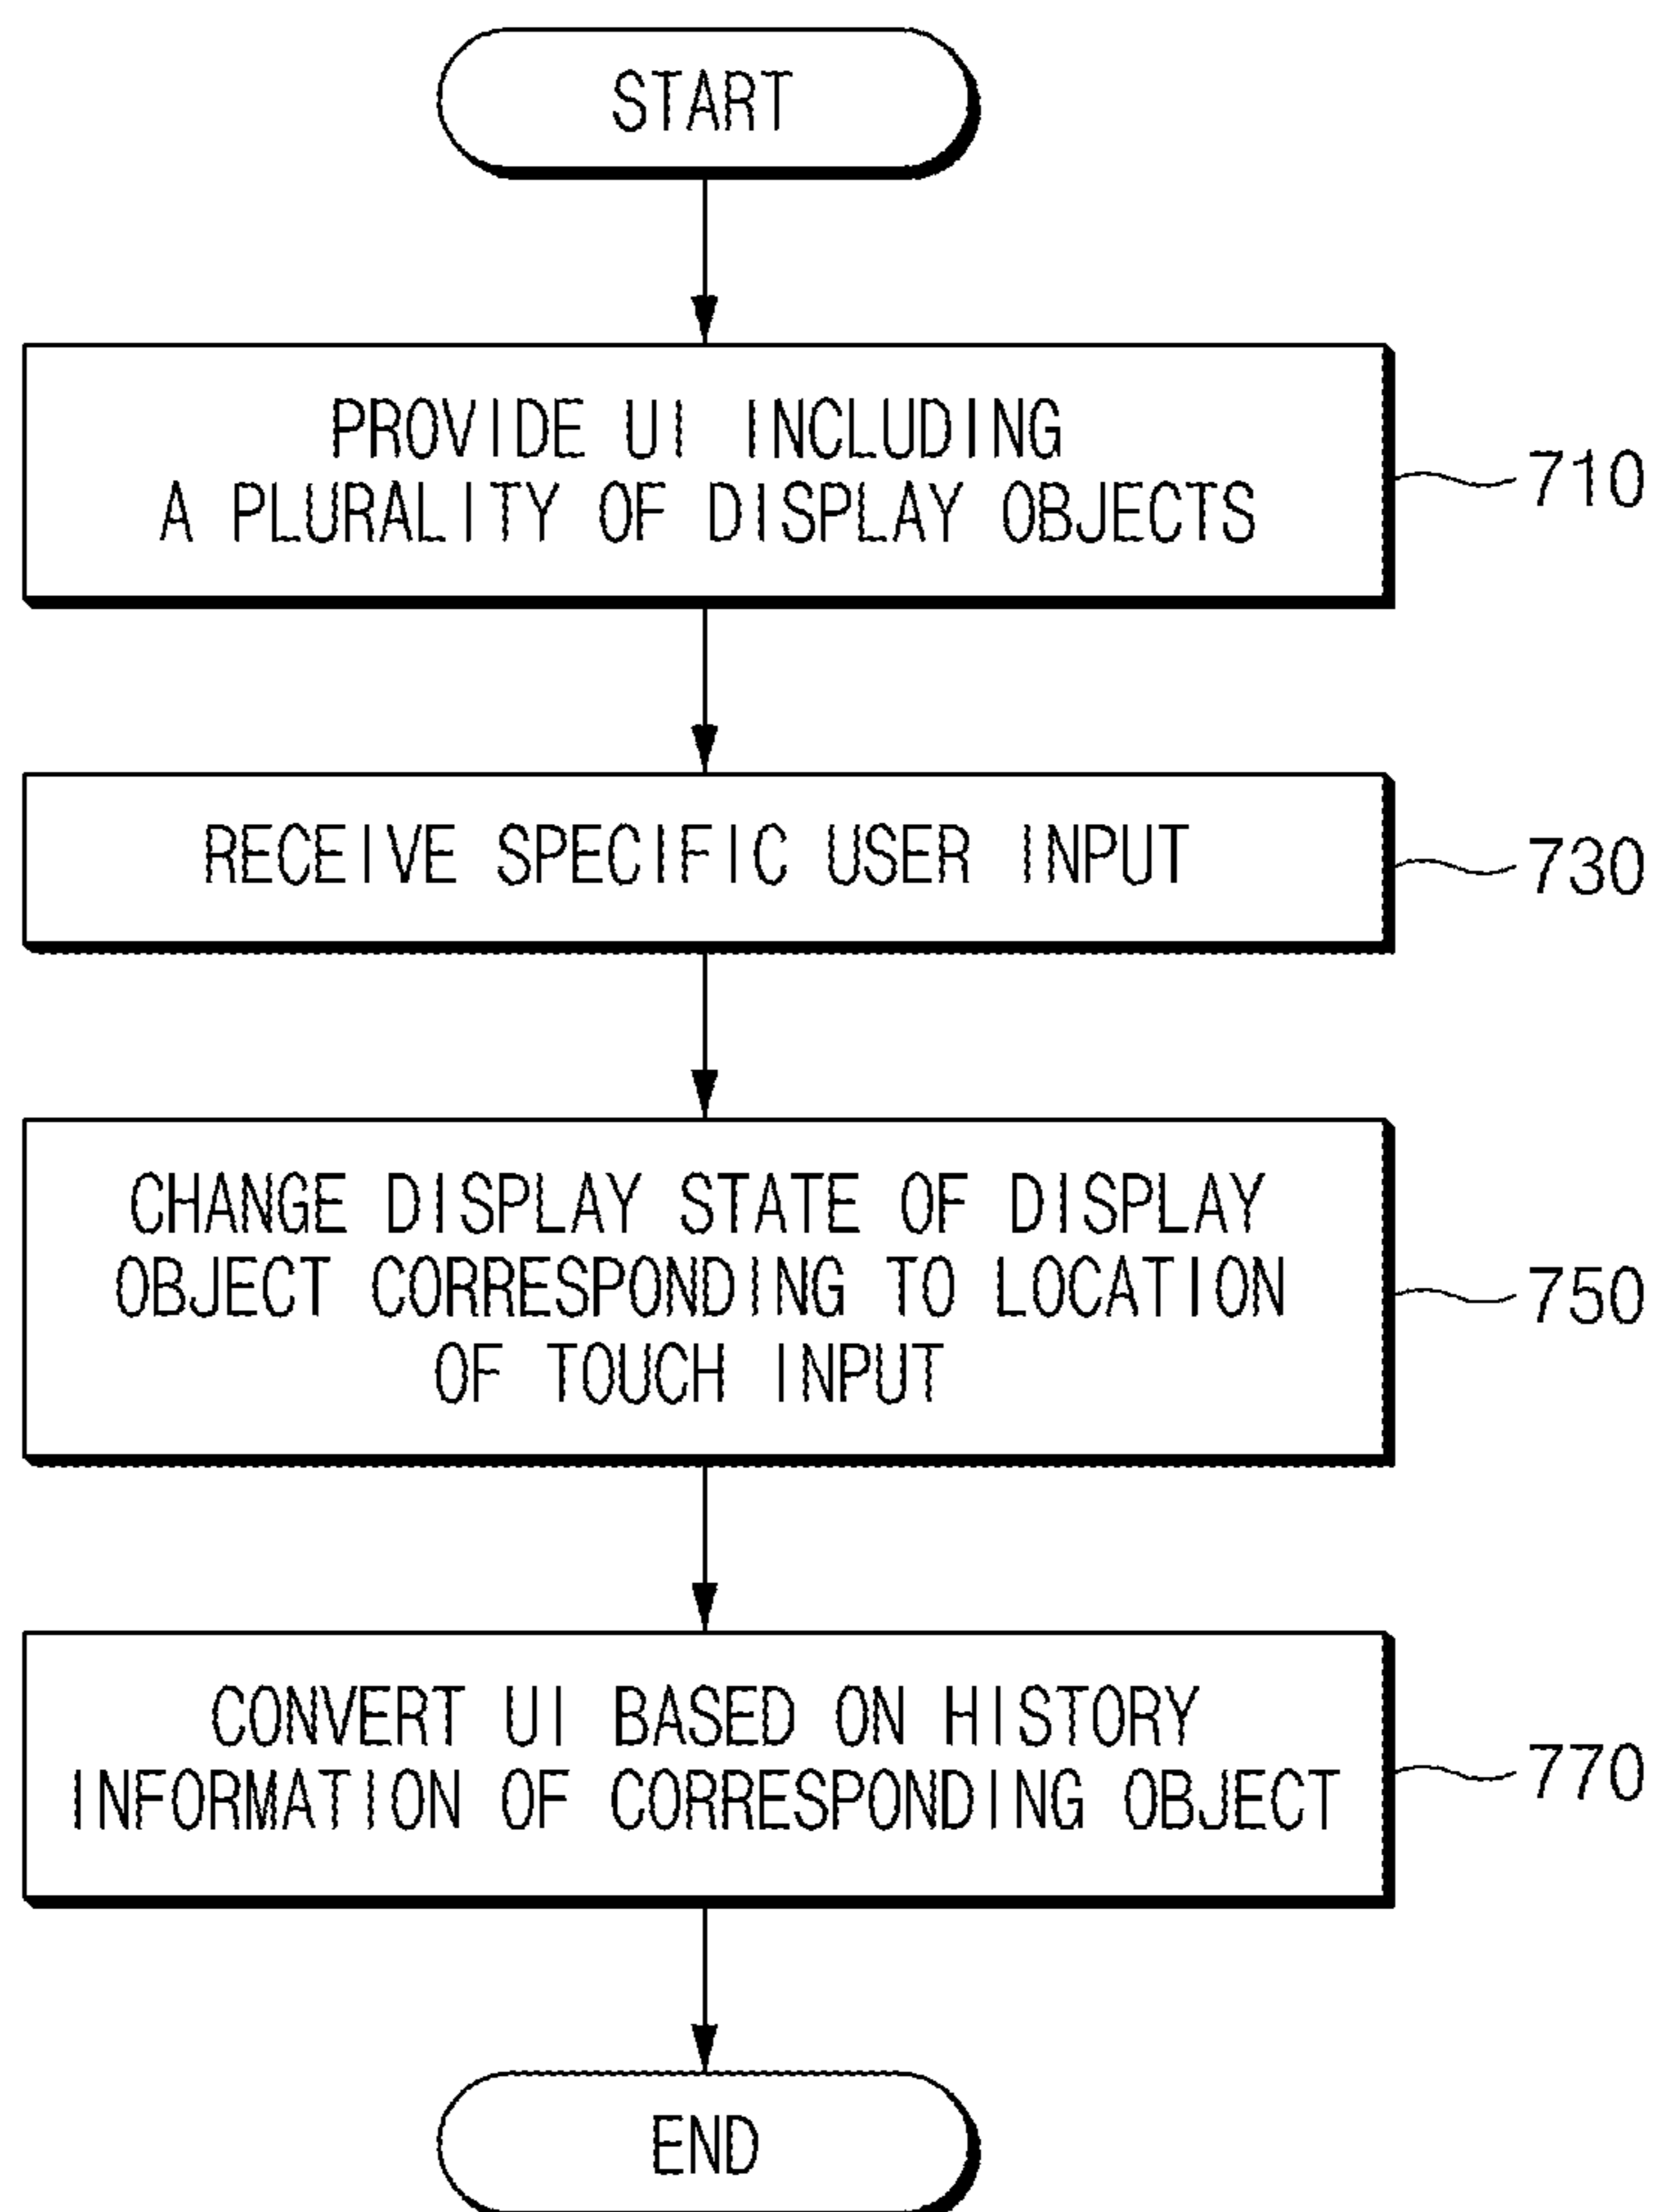 START
PROVIDE UI INCLUDING
A PLURALITY OF DISPLAY OBJECTS
710
RECEIVE SPECIFIC USER INPUT
730
CHANGE DISPLAY STATE OF DISPLAY
OBJECT CORRESPONDING TO LOCATION
OF TOUCH INPUT
750
CONVERT UI BASED ON HISTORY
INFORMATION OF CORRESPONDING OBJECT
770
END